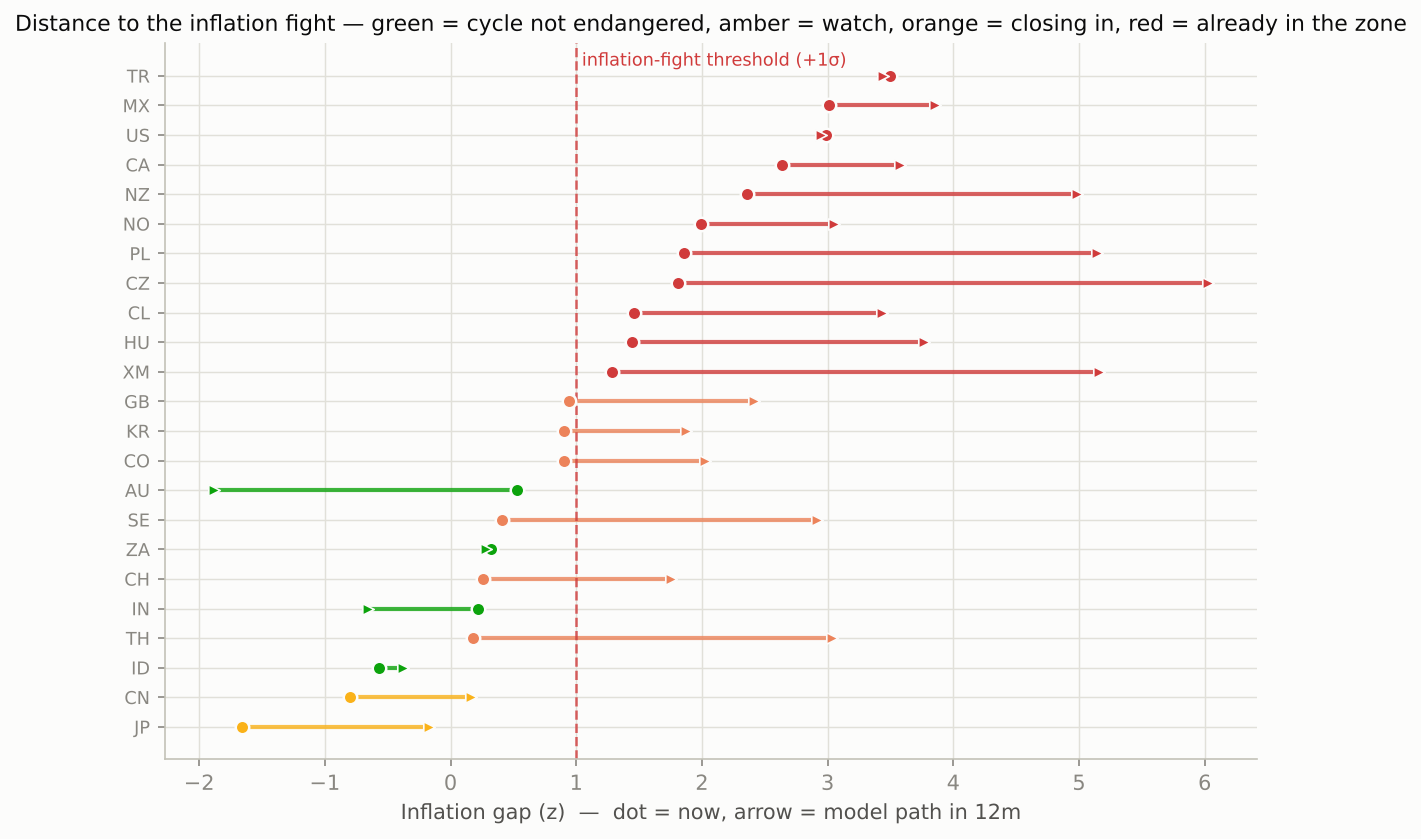 Distance to the inflation fight — green = cycle not endangered, amber = watch, orange = closing in, red = already in the zone
inflation-fight threshold (+1σ)
TR
MX
US
CA
NZ
NO
PL
CZ
CL
HU
XM
GB
KR
CO
AU
SE
ZA
CH
IN
TH
ID
CN
JP
−2 −1 0 1 2 3 4 5 6
Inflation gap (z) — dot = now, arrow = model path in 12m